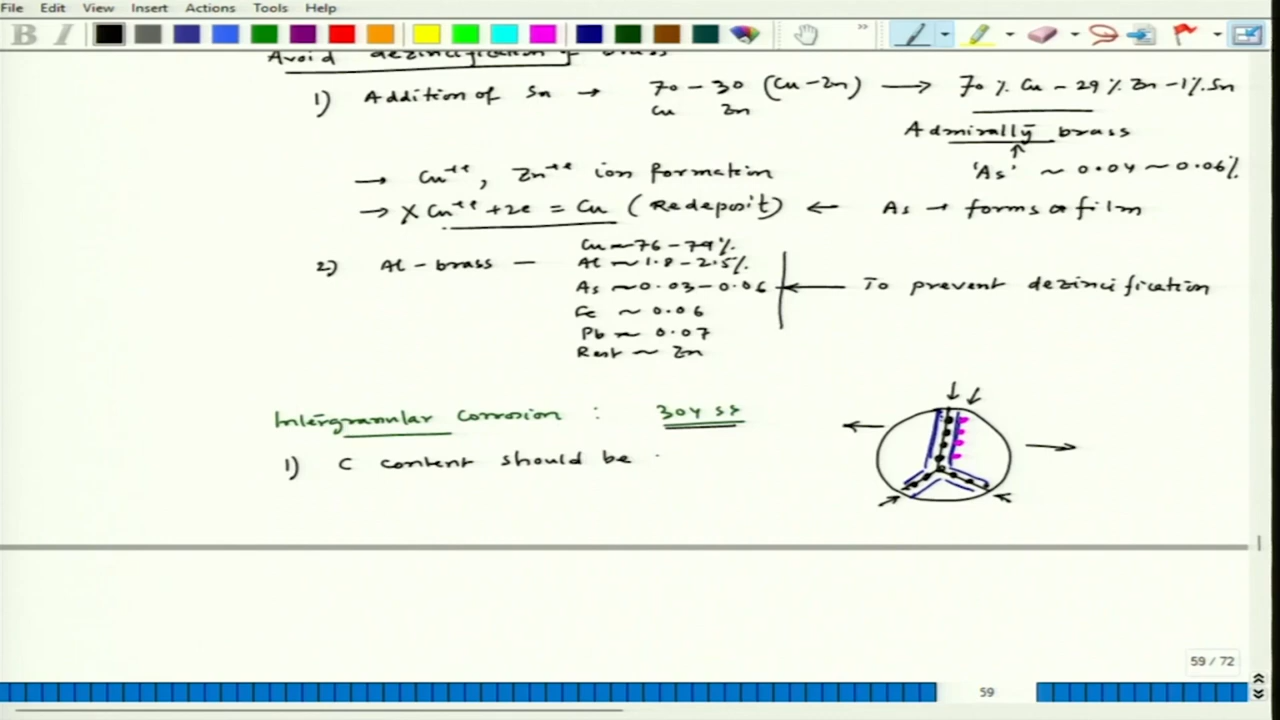 File Edit View Insert Actions Tools Help
B I
Avoid dezincification of brass
1) Addition of Sn → 70-30 (Cu-Zn) → 70% Cu - 29% Zn - 1% Sn
Cu Zn
Admirally brass
'As' ~ 0.04 ~ 0.06%
→ Cu++, Zn++ ion formation
→ X Cu++ + 2e = Cu (Redeposit) ← As → forms a film
2) Al-brass — Cu ~ 76-79%
Al ~ 1.8-2.5%
As ~ 0.03-0.06 ← To prevent dezincification
Fe ~ 0.06
Pb ~ 0.07
Rest ~ Zn
Intergranular Corrosion : 304 SS
1) C content should be
59 / 72
59